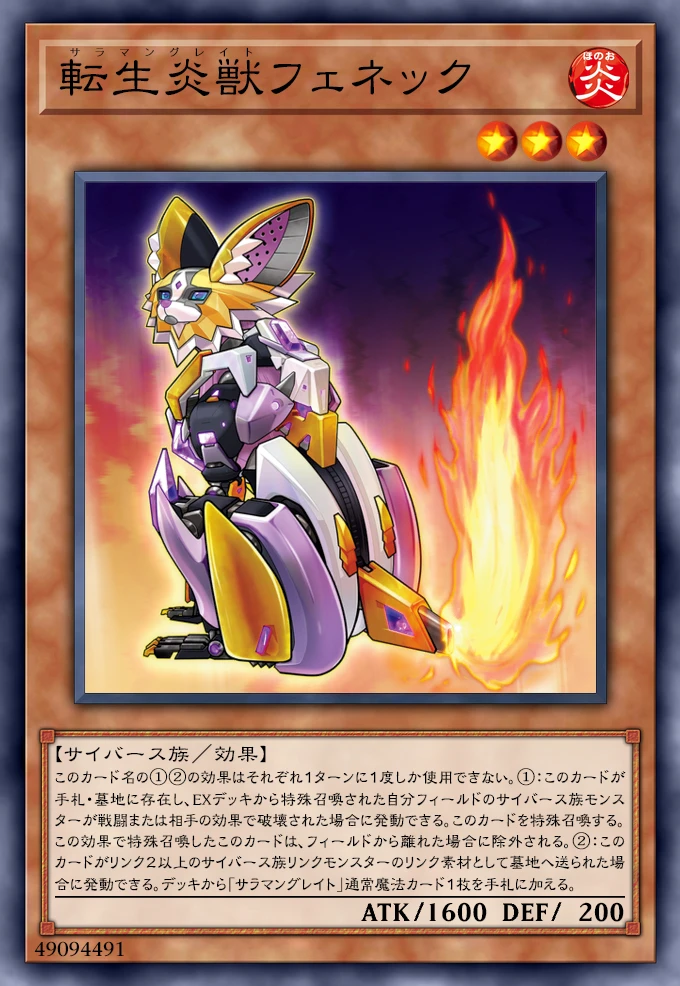 サラマングレイト
転生炎獣フェネック
ほのお
炎
【サイバース族／効果】
このカード名の①②の効果はそれぞれ1ターンに1度しか使用できない。①：このカードが
手札・墓地に存在し、EXデッキから特殊召喚された自分フィールドのサイバース族モンス
ターが戦闘または相手の効果で破壊された場合に発動できる。このカードを特殊召喚する。
この効果で特殊召喚したこのカードは、フィールドから離れた場合に除外される。②：この
カードがリンク2以上のサイバース族リンクモンスターのリンク素材として墓地へ送られた場
合に発動できる。デッキから「サラマングレイト」通常魔法カード1枚を手札に加える。
ATK/1600 DEF/ 200
49094491